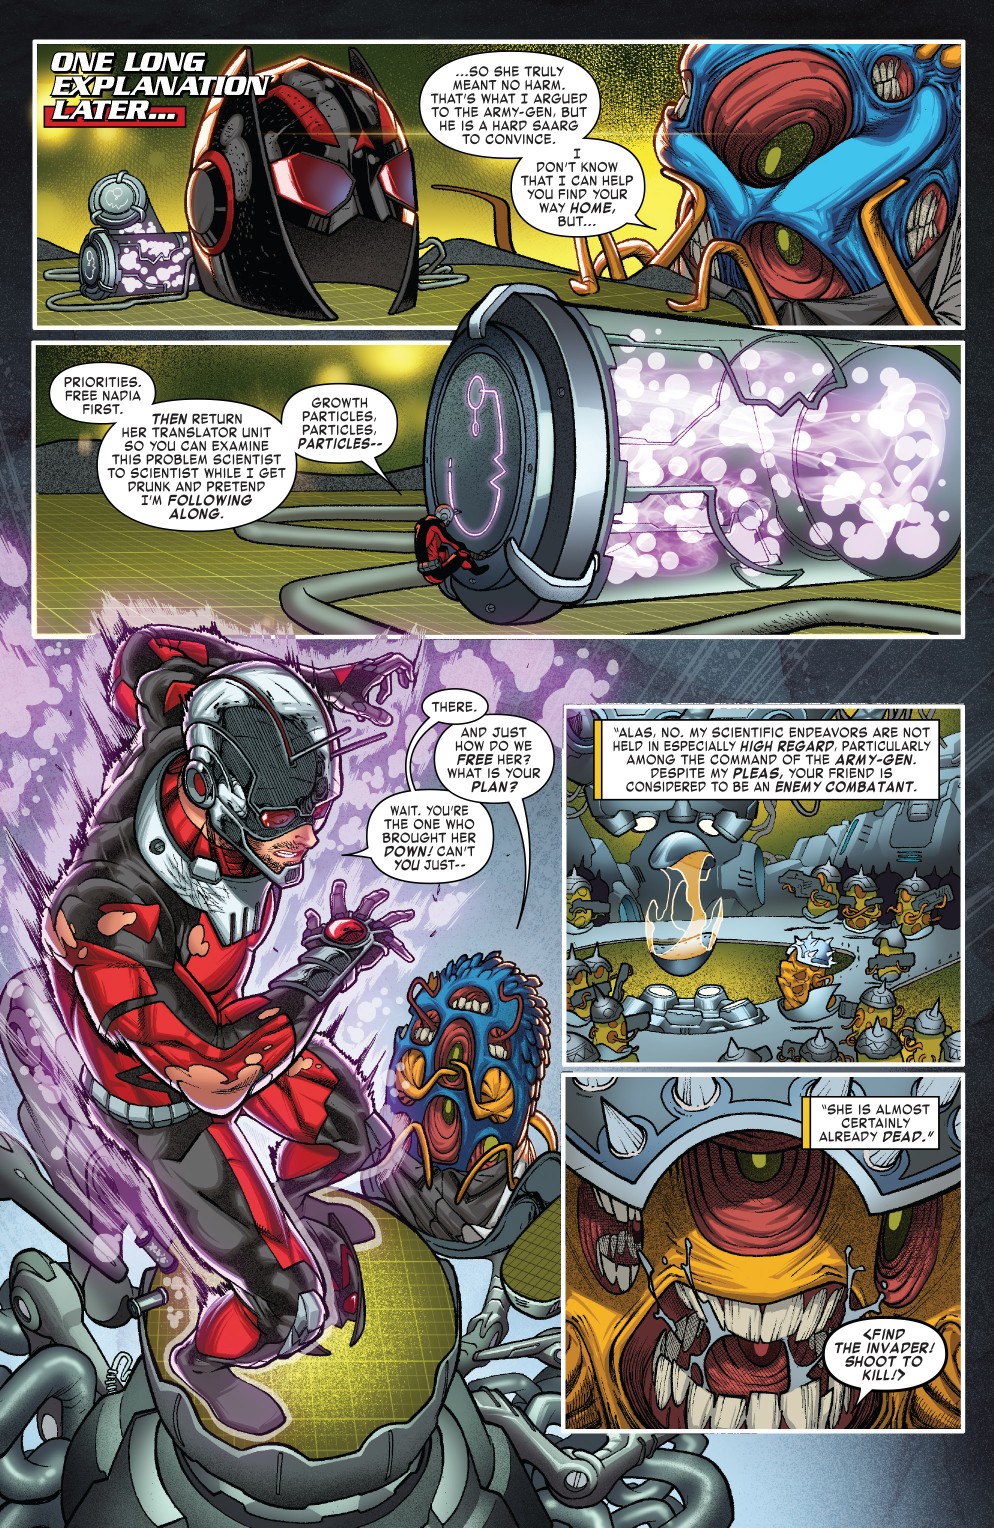 ONE LONG
EXPLANATION
LATER...
...SO SHE TRULY
MEANT NO HARM.
THAT'S WHAT I ARGUED
TO THE ARMY-GEN, BUT
HE IS A HARD SAARG
TO CONVINCE.
I
DON'T KNOW
THAT I CAN HELP
YOU FIND YOUR
WAY HOME,
BUT...
PRIORITIES.
FREE NADIA
FIRST.
THEN RETURN
HER TRANSLATOR UNIT
SO YOU CAN EXAMINE
THIS PROBLEM SCIENTIST
TO SCIENTIST WHILE I GET
DRUNK AND PRETEND
I'M FOLLOWING
ALONG.
GROWTH
PARTICLES,
PARTICLES,
PARTICLES--
THERE.
AND JUST
HOW DO WE
FREE HER?
WHAT IS YOUR
PLAN?
WAIT. YOU'RE
THE ONE WHO
BROUGHT HER
DOWN! CAN'T
YOU JUST--
"ALAS, NO. MY SCIENTIFIC ENDEAVORS ARE NOT
HELD IN ESPECIALLY HIGH REGARD, PARTICULARLY
AMONG THE COMMAND OF THE ARMY-GEN.
DESPITE MY PLEAS, YOUR FRIEND IS
CONSIDERED TO BE AN ENEMY COMBATANT.
"SHE IS ALMOST
CERTAINLY
ALREADY DEAD."
<FIND
THE INVADER!
SHOOT TO
KILL!>